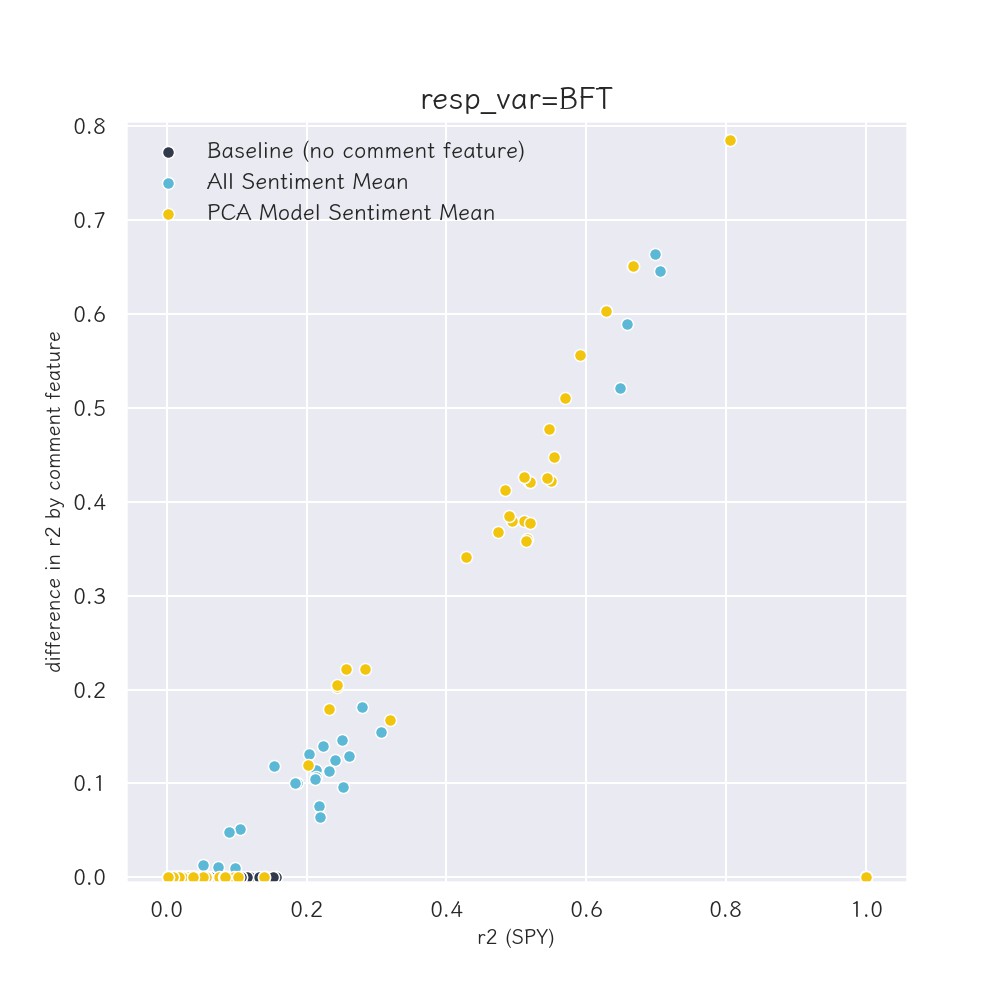 resp_var=BFT
Baseline (no comment feature)
All Sentiment Mean
PCA Model Sentiment Mean
difference in r2 by comment feature
0.8
0.7
0.6
0.5
0.4
0.3
0.2
0.1
0.0
0.0 0.2 0.4 0.6 0.8 1.0
r2 (SPY)